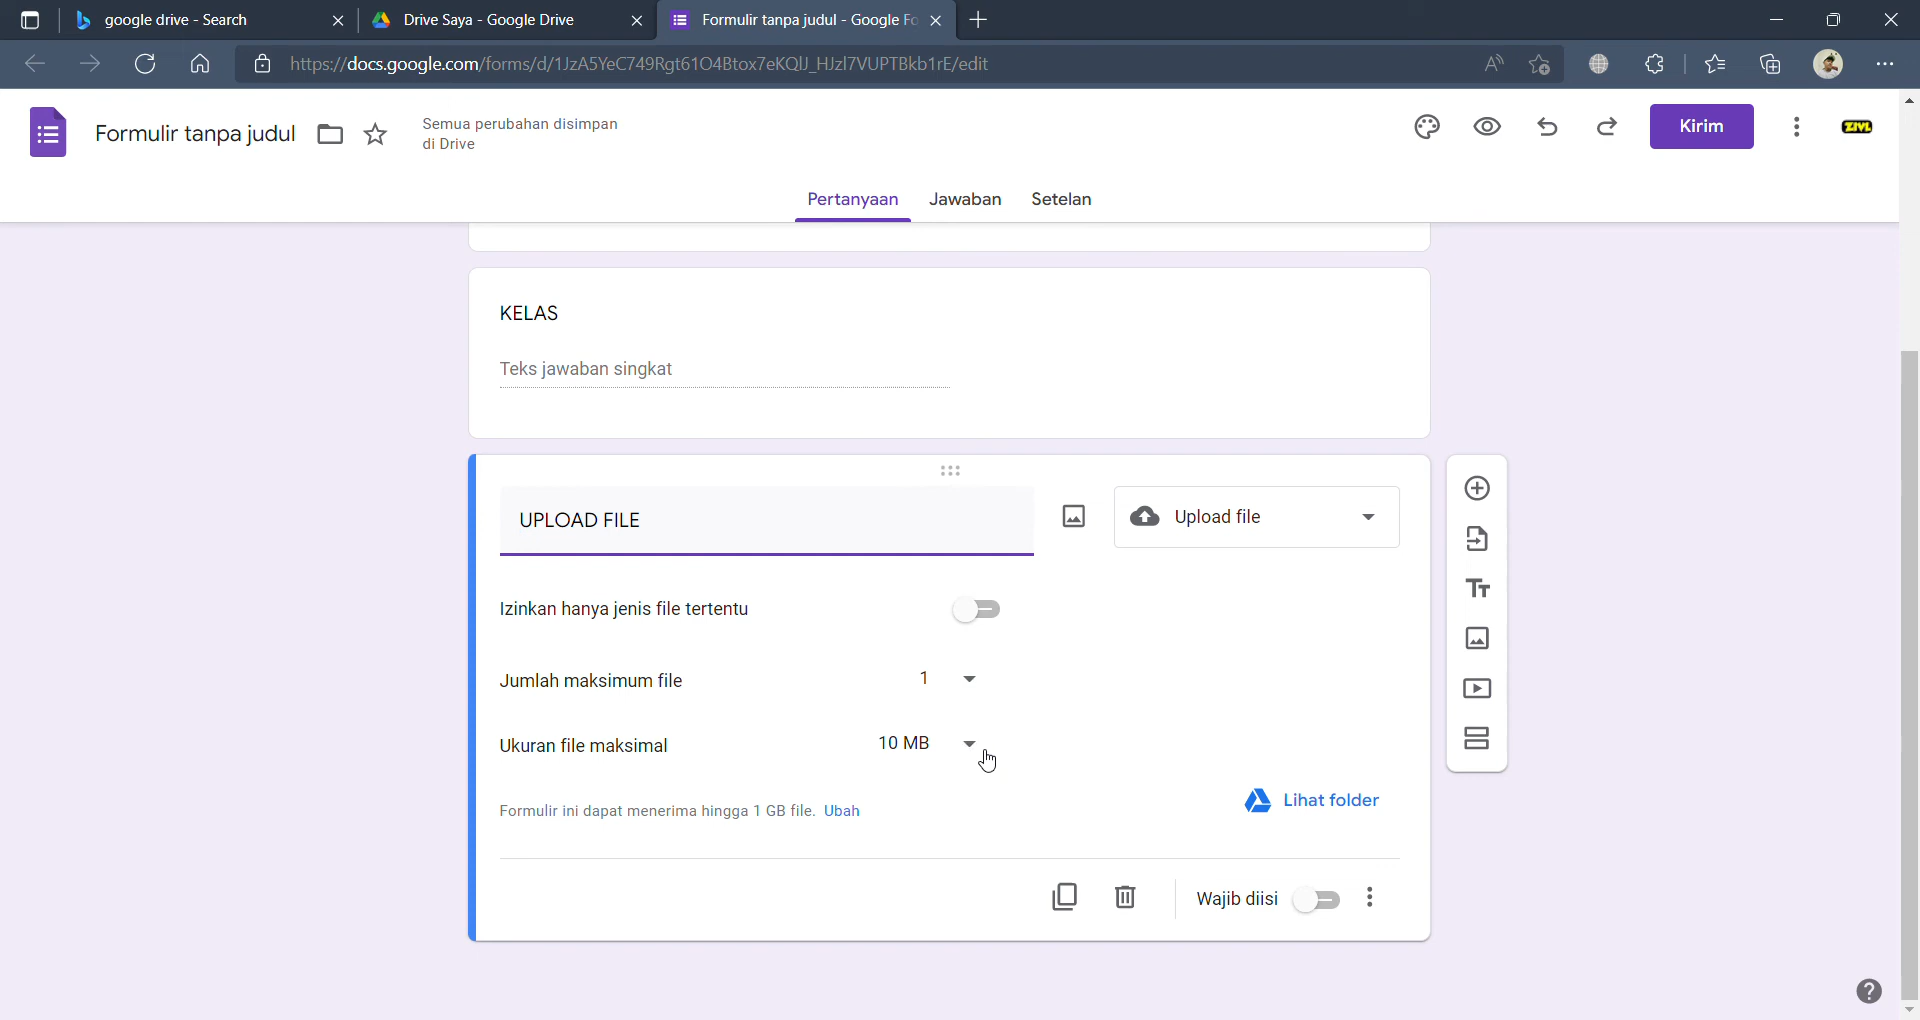 google drive - Search
Drive Saya - Google Drive
Formulir tanpa judul - Google Fo
https://docs.google.com/forms/d/1JzA5YeC749Rgt61O4Btox7eKQlJ_HJzl7VUPTBkb1rE/edit
Formulir tanpa judul
Semua perubahan disimpan
di Drive
Kirim
ZIVL
Pertanyaan
Jawaban
Setelan
KELAS
Teks jawaban singkat
UPLOAD FILE
Upload file
Izinkan hanya jenis file tertentu
Jumlah maksimum file
1
Ukuran file maksimal
10 MB
Formulir ini dapat menerima hingga 1 GB file. Ubah
Lihat folder
Wajib diisi